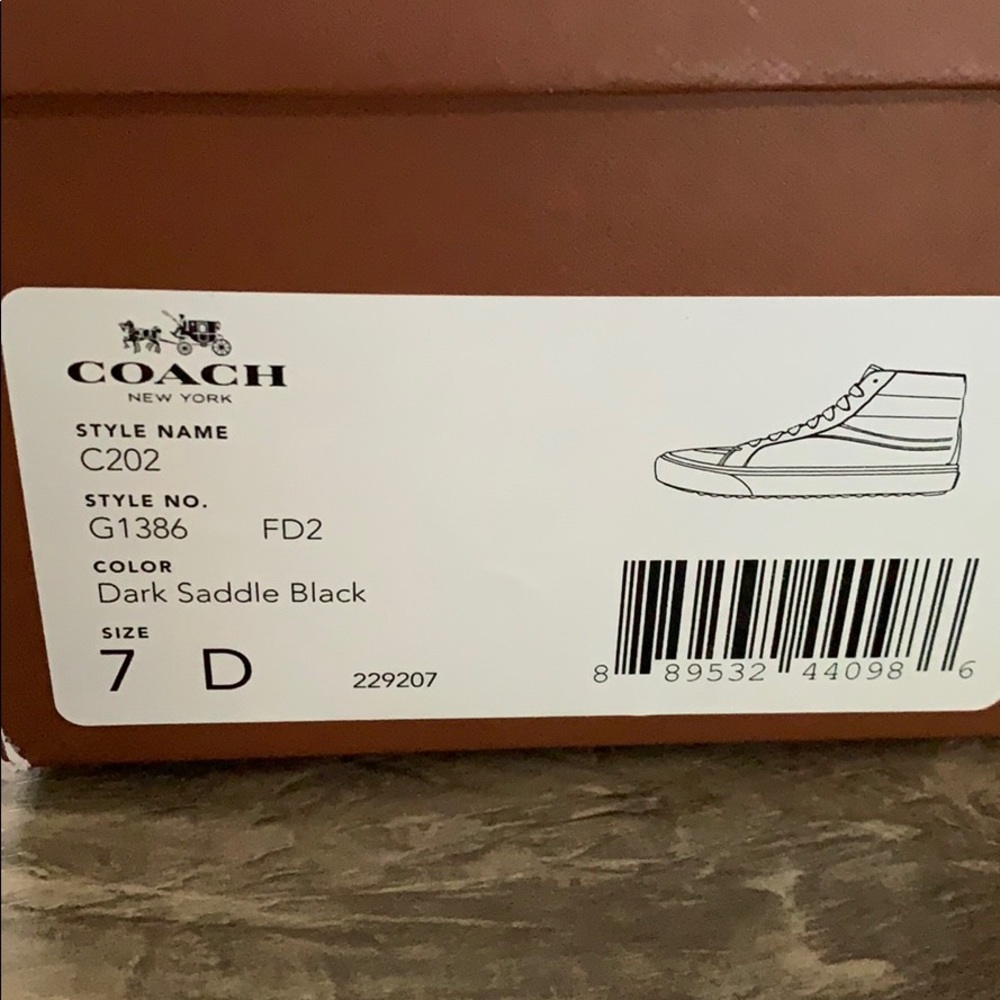 COACH
NEW YORK
STYLE NAME
C202
STYLE NO.
G1386 FD2
COLOR
Dark Saddle Black
SIZE
7 D 229207
8 89532 44098 6